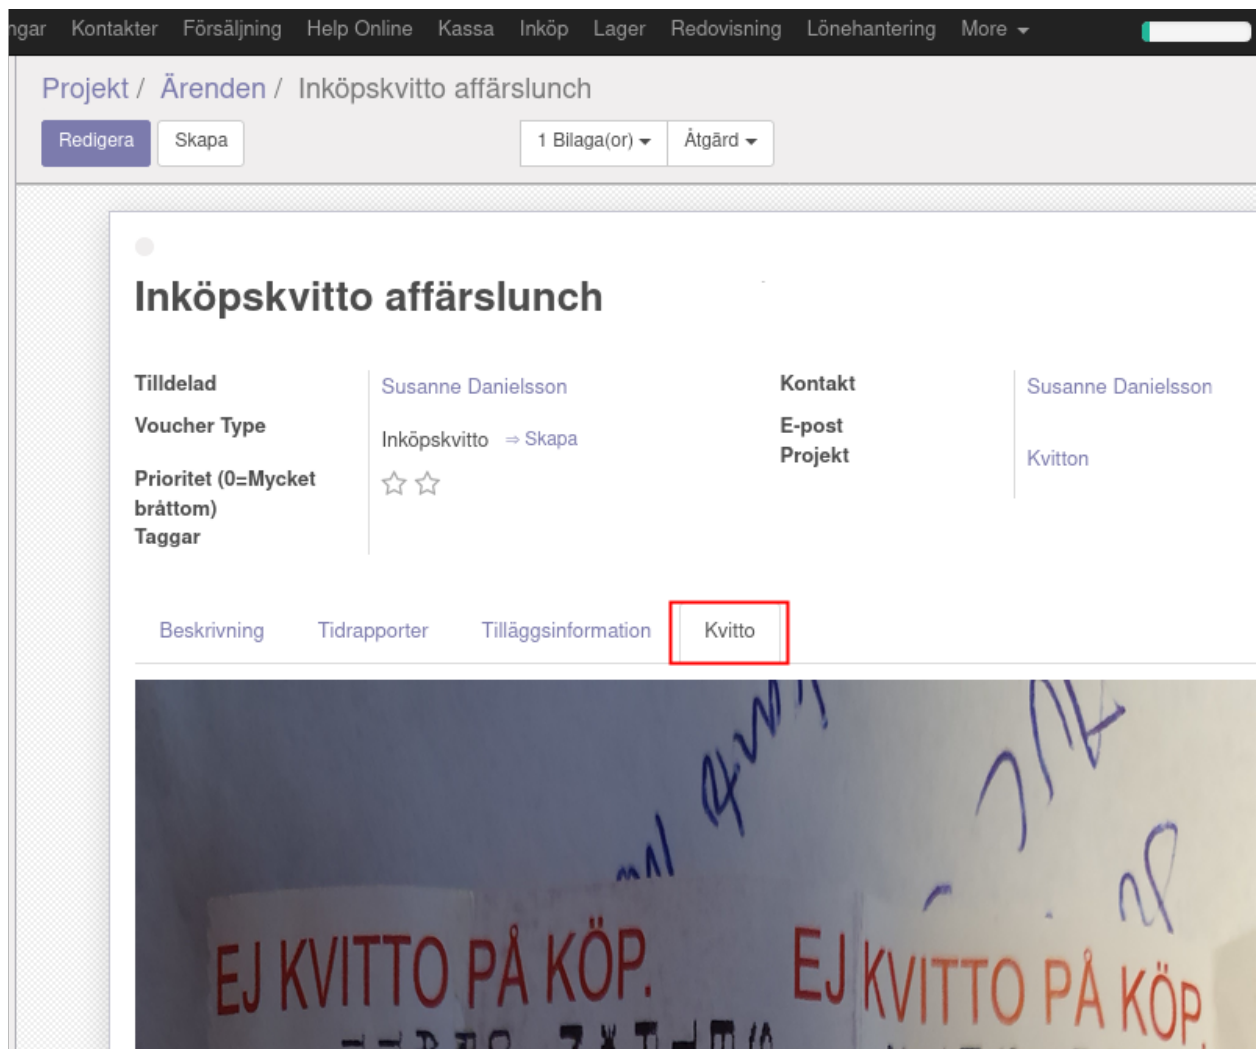 ngar Kontakter Försäljning Help Online Kassa Inköp Lager Redovisning Lönehantering More
Projekt / Ärenden / Inköpskvitto affärslunch
Redigera Skapa 1 Bilaga(or) Åtgärd
Inköpskvitto affärslunch
Tilldelad Susanne Danielsson Kontakt Susanne Danielsson
Voucher Type Inköpskvitto ⇒ Skapa E-post
Projekt Kvitton
Prioritet (0=Mycket
bråttom)
Taggar
Beskrivning Tidrapporter Tilläggsinformation Kvitto
EJ KVITTO PÅ KÖP. EJ KVITTO PÅ KÖP.